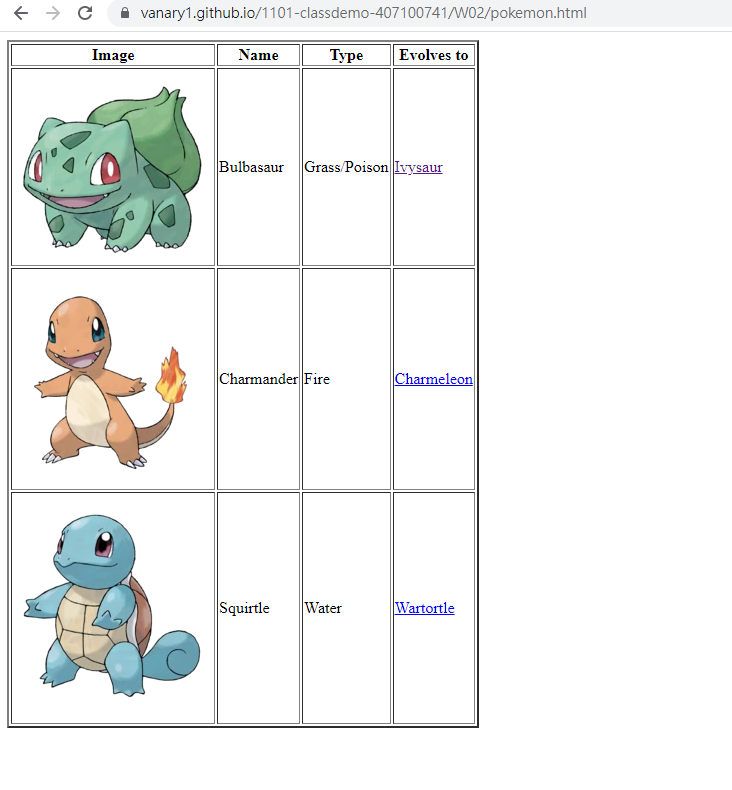 vanary1.github.io/1101-classdemo-407100741/W02/pokemon.html
Image Name Type Evolves to
Bulbasaur Grass/Poison Ivysaur
Charmander Fire Charmeleon
Squirtle Water Wartortle